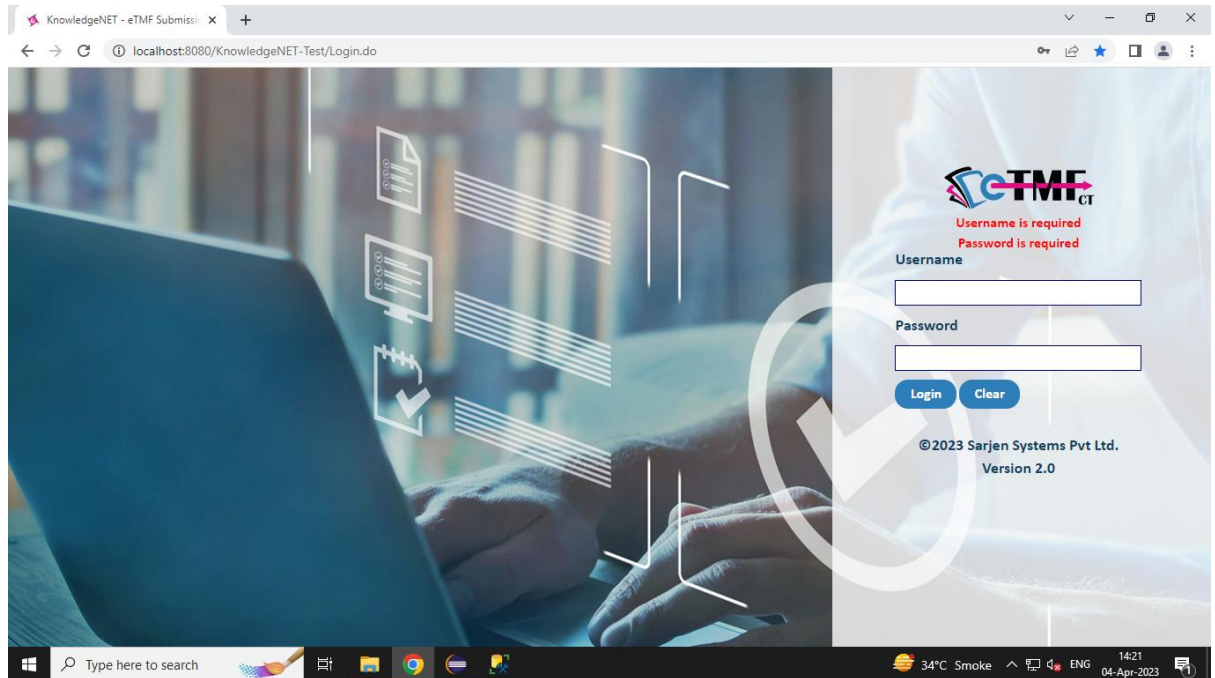 KnowledgeNET - eTMF Submissi
localhost:8080/KnowledgeNET-Test/Login.do
eTMF CT
Username is required
Password is required
Username
Password
Login Clear
©2023 Sarjen Systems Pvt Ltd.
Version 2.0
Type here to search
34°C Smoke ENG 14:21
04-Apr-2023
1